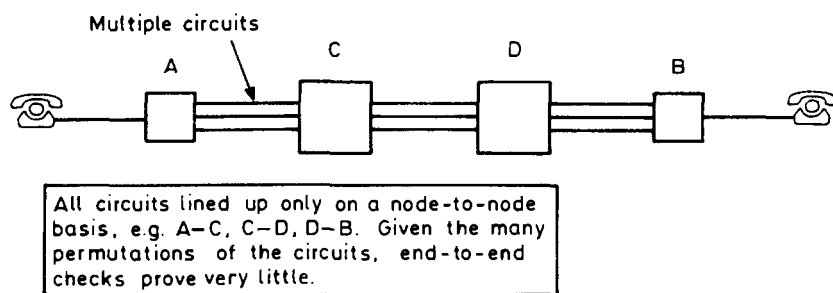 Multiple circuits
A
C
D
B
All circuits lined up only on a node-to-node
basis, e.g. A-C, C-D, D-B. Given the many
permutations of the circuits, end-to-end
checks prove very little.